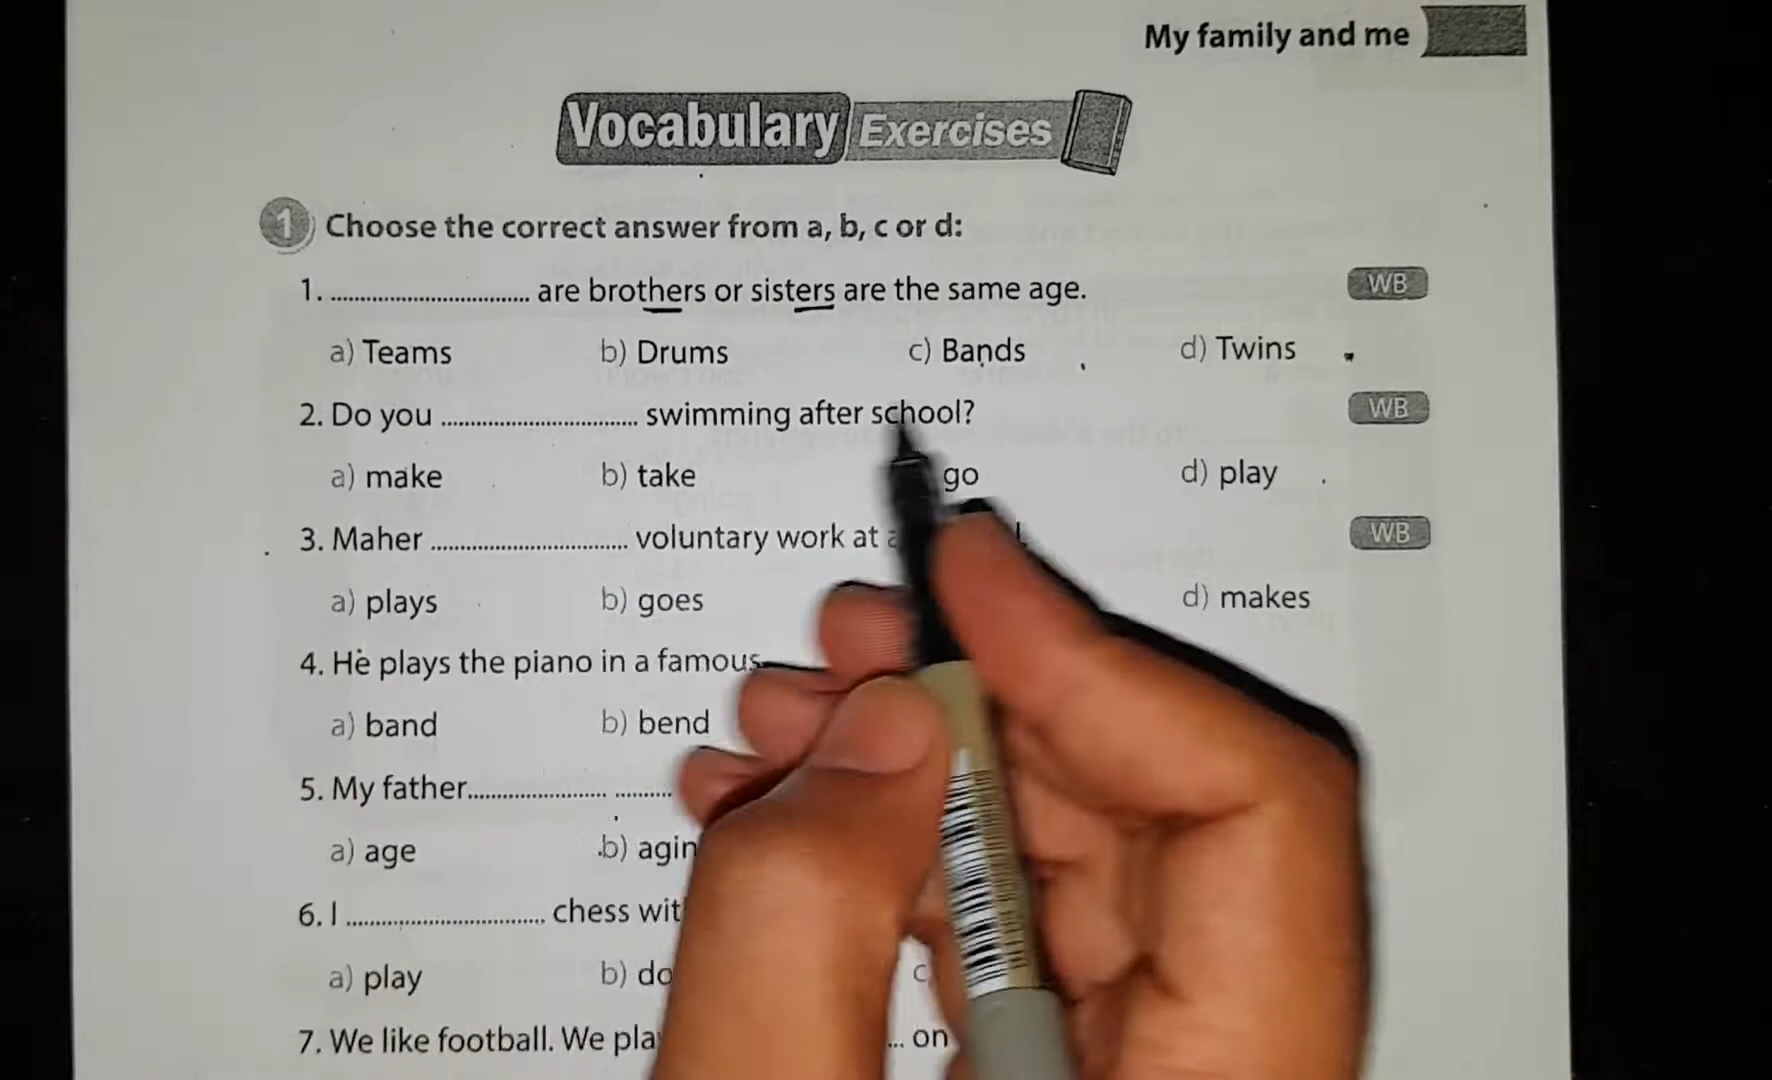 My family and me
Vocabulary Exercises
1 Choose the correct answer from a, b, c or d:
1. .............................. are brothers or sisters are the same age. WB
a) Teams b) Drums c) Bands d) Twins
2. Do you .............................. swimming after school? WB
a) make b) take go d) play
3. Maher .............................. voluntary work at WB
a) plays b) goes d) makes
4. He plays the piano in a famous
a) band b) bend
5. My father..............................
a) age b)
6. I .............................. chess
a) play b) do
7. We like football. We ... on